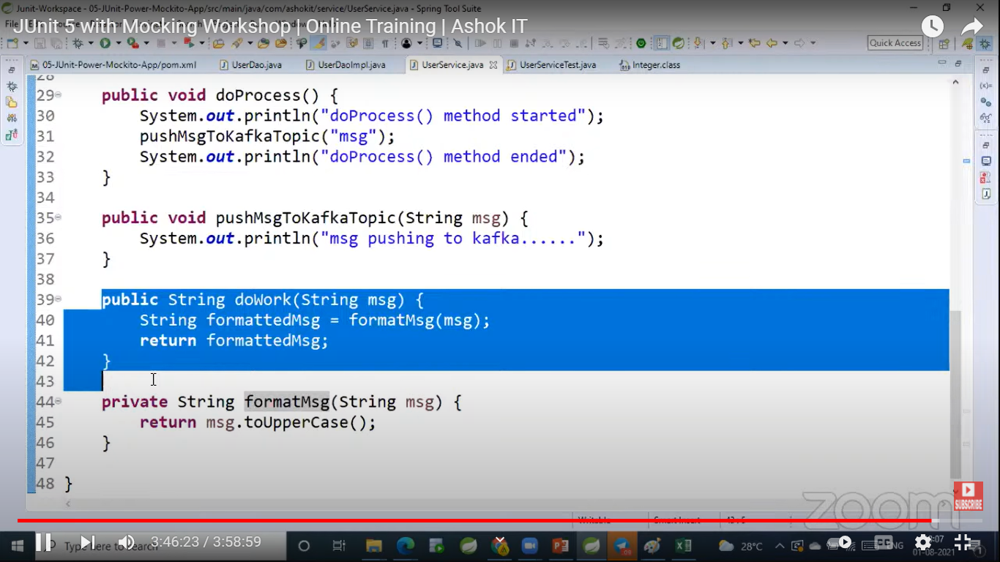 Junit-Workspace - 05-JUnit-Power-Mockito-App/src/main/java/com/ashokit/service/UserService.java - Spring Tool Suite
JUnit 5 with Mocking Workshop | Online Training | Ashok IT
Quick Access
05-JUnit-Power-Mockito-App/pom.xml UserDao.java UserDaoImpl.java UserService.java UserServiceTest.java Integer.class
28
29 public void doProcess() {
30 System.out.println("doProcess() method started");
31 pushMsgToKafkaTopic("msg");
32 System.out.println("doProcess() method ended");
33 }
34
35 public void pushMsgToKafkaTopic(String msg) {
36 System.out.println("msg pushing to kafka......");
37 }
38
39 public String doWork(String msg) {
40 String formattedMsg = formatMsg(msg);
41 return formattedMsg;
42 }
43
44 private String formatMsg(String msg) {
45 return msg.toUpperCase();
46 }
47
48 }
SUBSCRIBE
zoom
Writable Smart Insert
Type here to search
3:46:23 / 3:58:59
28°C
CC
ENG
01-08-2021